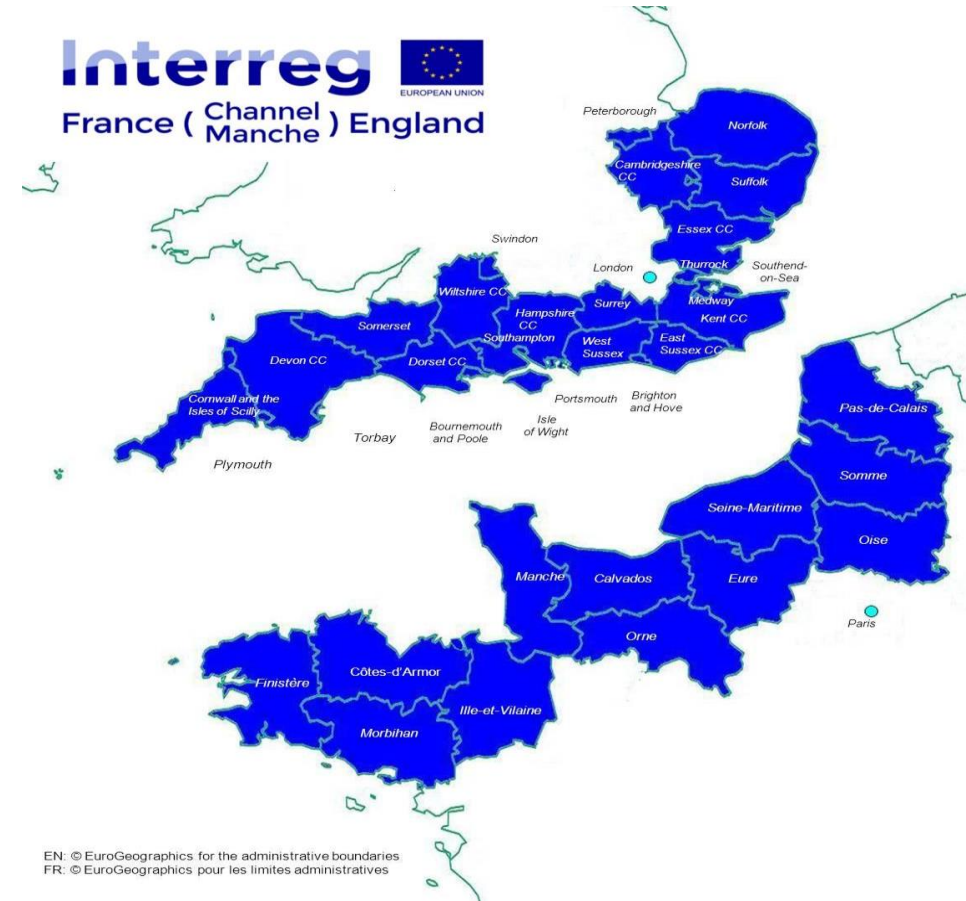 Interreg
EUROPEAN UNION
France ( Channel Manche ) England
Peterborough
Norfolk
Cambridgeshire
CC
Suffolk
Essex CC
Swindon
London
Thurrock
Southend-
on-Sea
Wiltshire CC
Surrey
Medway
Hampshire
CC
Kent CC
Somerset
Southampton
West
Sussex
East
Sussex CC
Devon CC
Dorset CC
Cornwall and the
Isles of Scilly
Portsmouth
Brighton
and Hove
Isle
of Wight
Bournemouth
and Poole
Torbay
Plymouth
Pas-de-Calais
Somme
Seine-Maritime
Oise
Manche
Calvados
Eure
Paris
Orne
Côtes-d'Armor
Finistère
Ille-et-Vilaine
Morbihan
EN: © EuroGeographics for the administrative boundaries
FR: © EuroGeographics pour les limites administratives